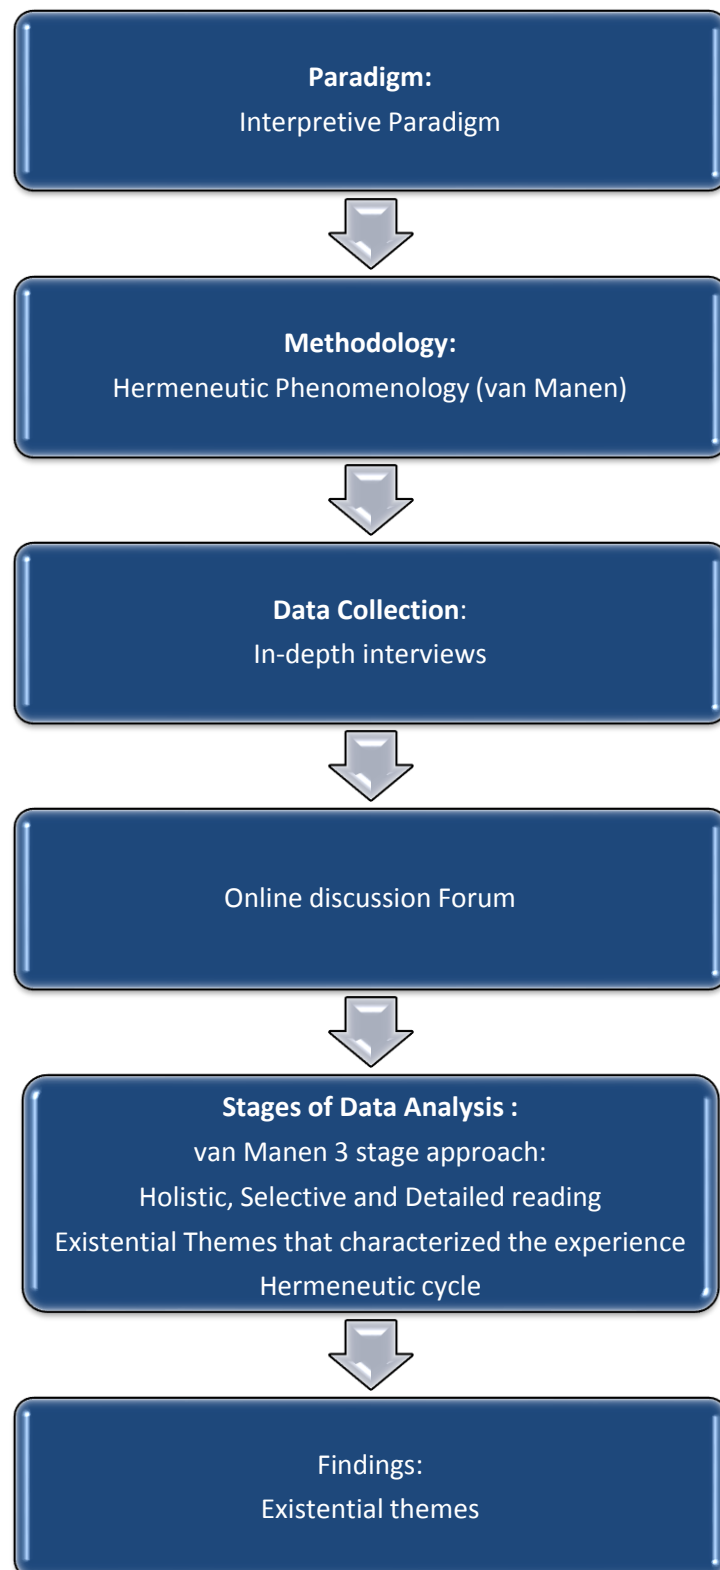 Paradigm:
Interpretive Paradigm
Methodology:
Hermeneutic Phenomenology (van Manen)
Data Collection:
In-depth interviews
Online discussion Forum
Stages of Data Analysis :
van Manen 3 stage approach:
Holistic, Selective and Detailed reading
Existential Themes that characterized the experience
Hermeneutic cycle
Findings:
Existential themes